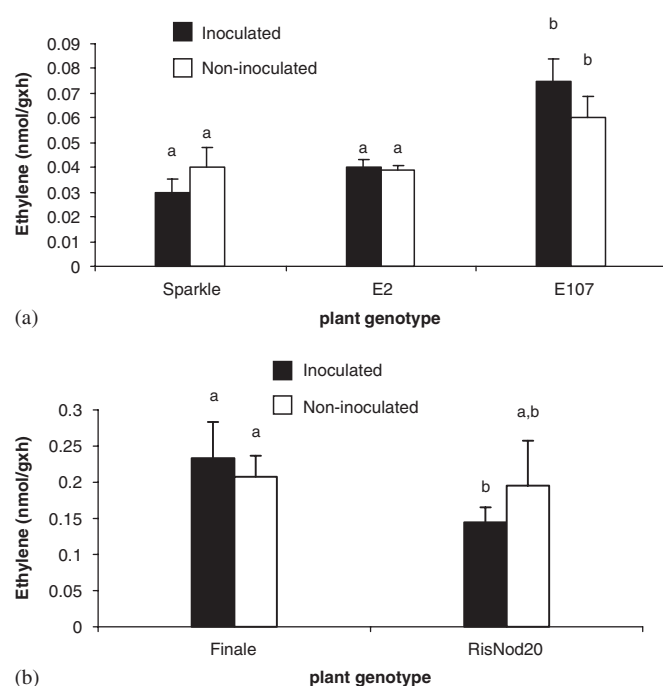 Inoculated
Non-inoculated
Ethylene (nmol/gxh)
0.09
0.08
0.07
0.06
0.05
0.04
0.03
0.02
0.01
0
a
a
a
a
b
b
Sparkle
E2
E107
(a)
plant genotype
Inoculated
Non-inoculated
Ethylene (nmol/gxh)
0.3
0.25
0.2
0.15
0.1
0.05
0
a
a
b
a,b
Finale
RisNod20
(b)
plant genotype